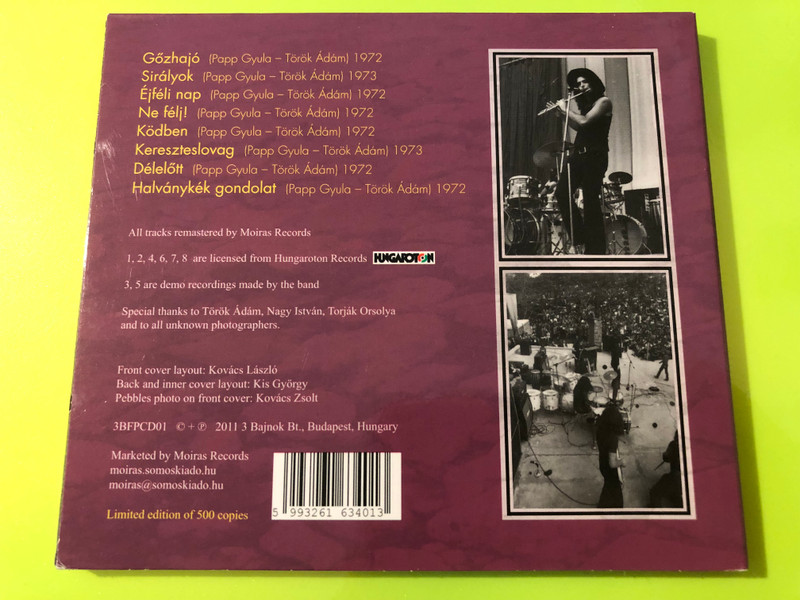 Gőzhajó (Papp Gyula – Török Ádám) 1972
Sirályok (Papp Gyula – Török Ádám) 1973
Éjféli nap (Papp Gyula – Török Ádám) 1972
Ne félj! (Papp Gyula – Török Ádám) 1972
Ködben (Papp Gyula – Török Ádám) 1972
Kereszteslovag (Papp Gyula – Török Ádám) 1973
Délelőtt (Papp Gyula – Török Ádám) 1972
Halványkék gondolat (Papp Gyula – Török Ádám) 1972
All tracks remastered by Moiras Records
1, 2, 4, 6, 7, 8 are licensed from Hungaroton Records HUNGAROTON
3, 5 are demo recordings made by the band
Special thanks to Török Ádám, Nagy István, Torják Orsolya
and to all unknown photographers.
Front cover layout: Kovács László
Back and inner cover layout: Kis György
Pebbles photo on front cover: Kovács Zsolt
3BFPCD01 © + ℗ 2011 3 Bajnok Bt., Budapest, Hungary
Marketed by Moiras Records
moiras.somoskiado.hu
moiras@somoskiado.hu
Limited edition of 500 copies
5 993261 634013